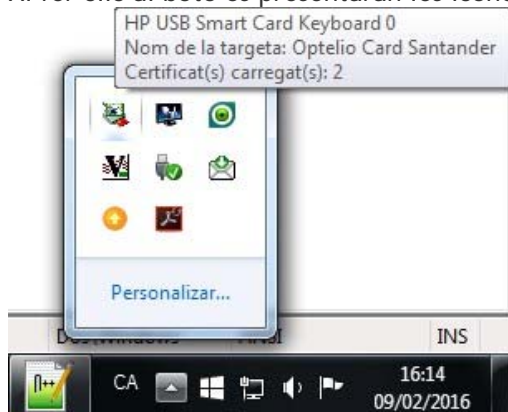 HP USB Smart Card Keyboard 0
Nom de la targeta: Optelio Card Santander
Certificat(s) carregat(s): 2
Personalizar...
INS
CA
16:14
09/02/2016